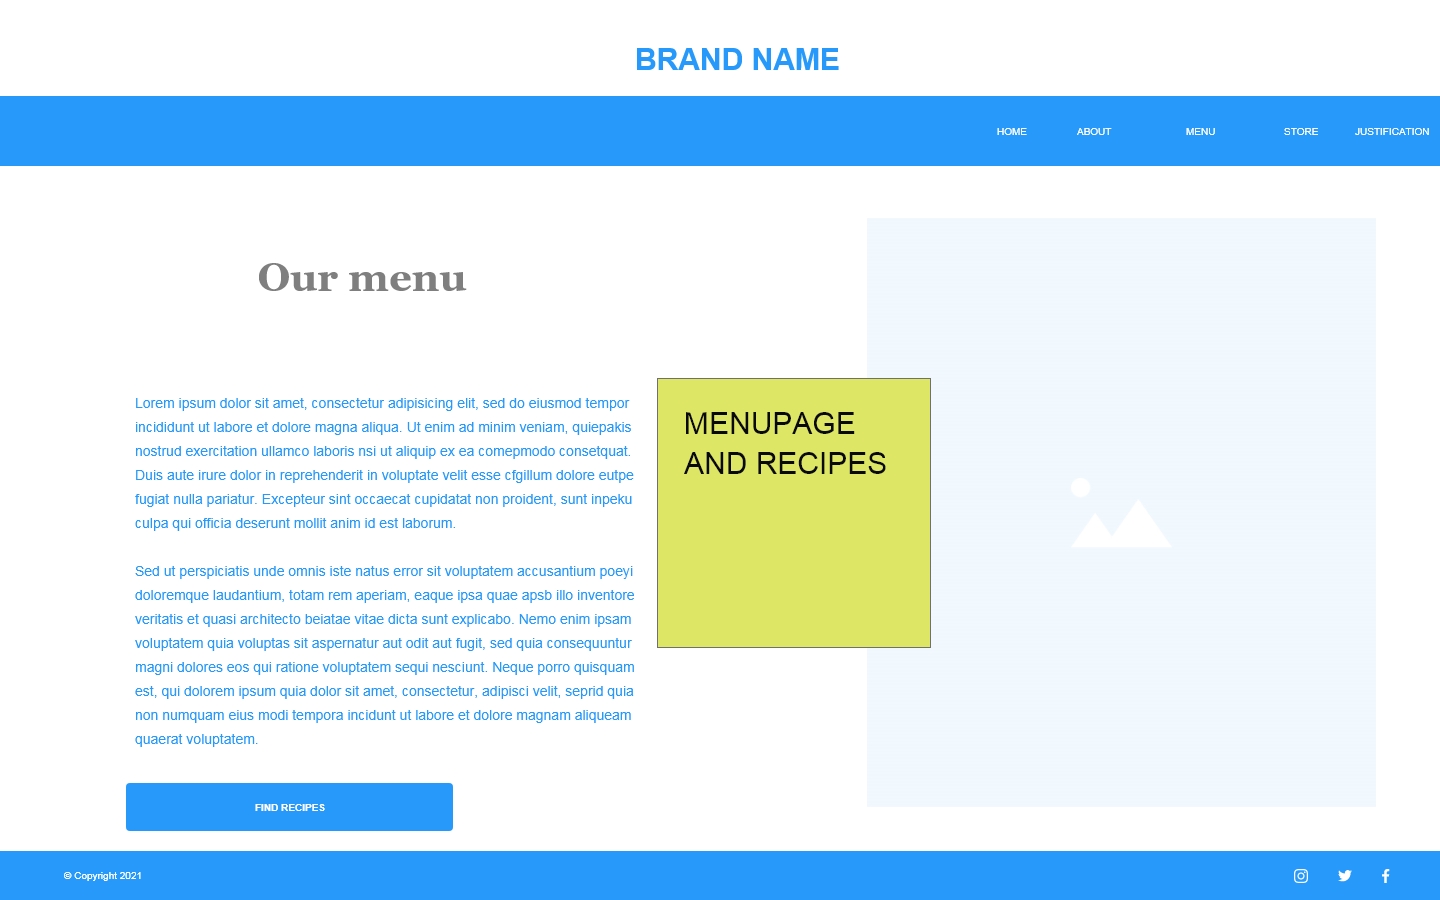 BRAND NAME
HOME ABOUT MENU STORE JUSTIFICATION
Our menu
Lorem ipsum dolor sit amet, consectetur adipisicing elit, sed do eiusmod tempor
incididunt ut labore et dolore magna aliqua. Ut enim ad minim veniam, quiepakis
nostrud exercitation ullamco laboris nsi ut aliquip ex ea comepmodo consetquat.
Duis aute irure dolor in reprehenderit in voluptate velit esse cfgillum dolore eutpe
fugiat nulla pariatur. Excepteur sint occaecat cupidatat non proident, sunt inpeku
culpa qui officia deserunt mollit anim id est laborum.
Sed ut perspiciatis unde omnis iste natus error sit voluptatem accusantium poeyi
doloremque laudantium, totam rem aperiam, eaque ipsa quae apsb illo inventore
veritatis et quasi architecto beiatae vitae dicta sunt explicabo. Nemo enim ipsam
voluptatem quia voluptas sit aspernatur aut odit aut fugit, sed quia consequuntur
magni dolores eos qui ratione voluptatem sequi nesciunt. Neque porro quisquam
est, qui dolorem ipsum quia dolor sit amet, consectetur, adipisci velit, seprid quia
non numquam eius modi tempora incidunt ut labore et dolore magnam aliqueam
quaerat voluptatem.
MENUPAGE
AND RECIPES
FIND RECIPES
© Copyright 2021